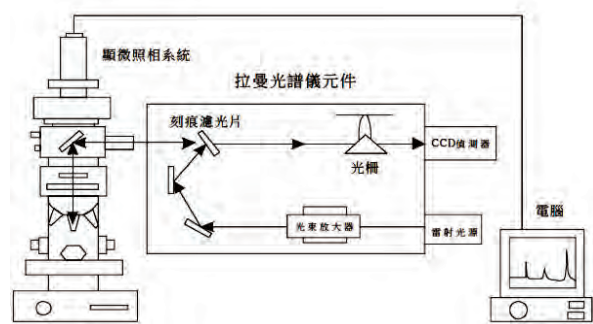 顯微照相系統
拉曼光譜儀元件
刻痕濾光片
光柵
CCD偵測器
光束放大器
雷射光源
電腦